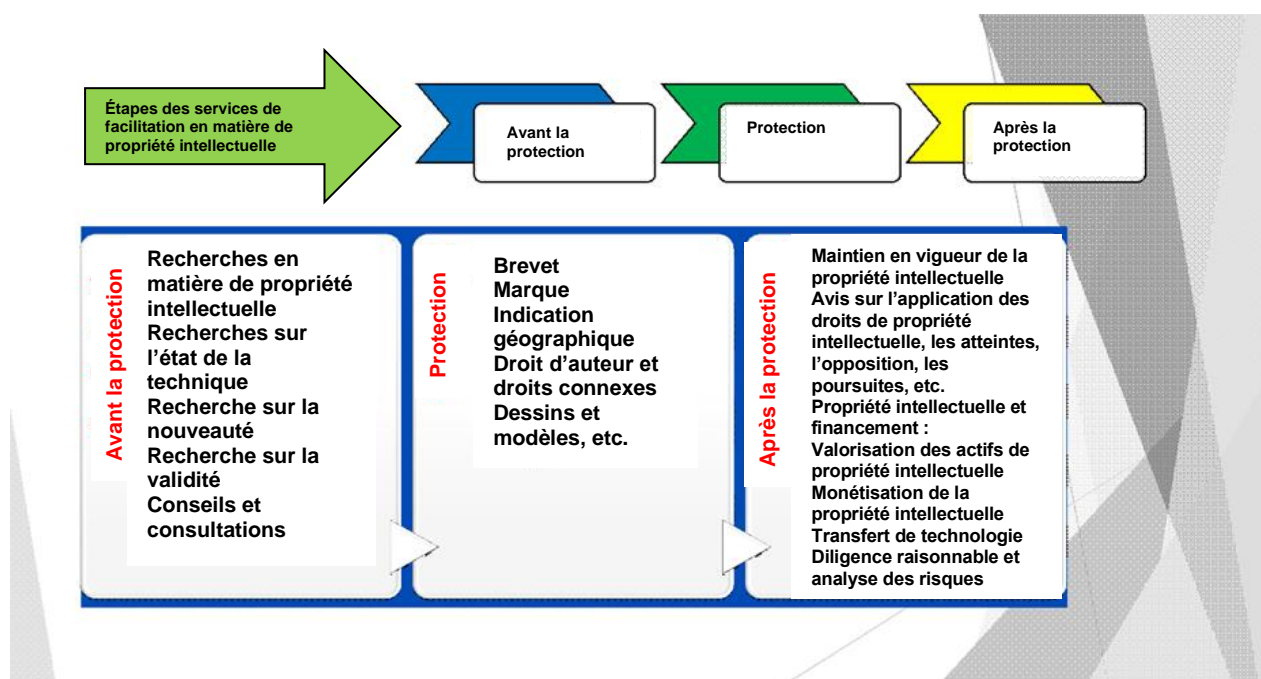 Étapes des services de
facilitation en matière de
propriété intellectuelle
Avant la
protection
Protection
Après la
protection
Avant la protection
Recherches en
matière de propriété
intellectuelle
Recherches sur
l'état de la
technique
Recherche sur la
nouveauté
Recherche sur la
validité
Conseils et
consultations
Protection
Brevet
Marque
Indication
géographique
Droit d'auteur et
droits connexes
Dessins et
modèles, etc.
Après la protection
Maintien en vigueur de la
propriété intellectuelle
Avis sur l'application des
droits de propriété
intellectuelle, les atteintes,
l'opposition, les
poursuites, etc.
Propriété intellectuelle et
financement :
Valorisation des actifs de
propriété intellectuelle
Monétisation de la
propriété intellectuelle
Transfert de technologie
Diligence raisonnable et
analyse des risques